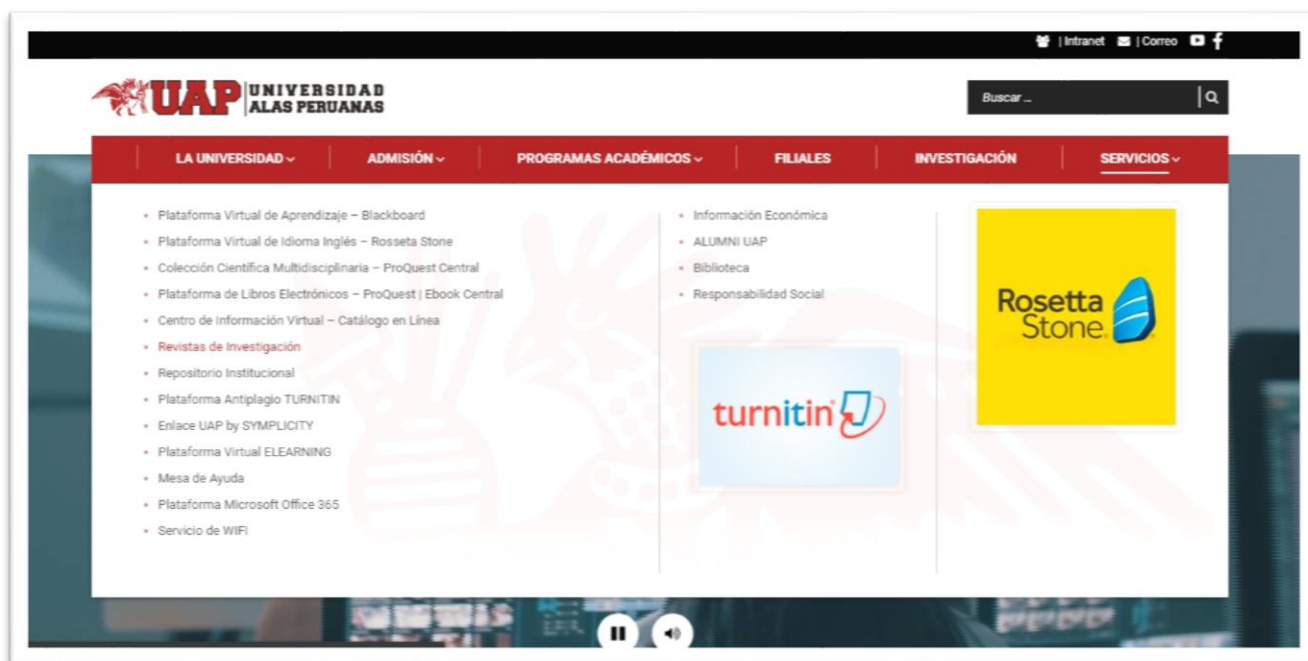 | Intranet | Correo
UAP UNIVERSIDAD
ALAS PERUANAS
Buscar ...
LA UNIVERSIDAD ADMISIÓN PROGRAMAS ACADÉMICOS FILIALES INVESTIGACIÓN SERVICIOS
Plataforma Virtual de Aprendizaje – Blackboard
Plataforma Virtual de Idioma Inglés – Rosseta Stone
Colección Científica Multidisciplinaria – ProQuest Central
Plataforma de Libros Electrónicos – ProQuest | Ebook Central
Centro de Información Virtual – Catálogo en Línea
Revistas de Investigación
Repositorio Institucional
Plataforma Antiplagio TURNITIN
Enlace UAP by SYMPLICITY
Plataforma Virtual ELEARNING
Mesa de Ayuda
Plataforma Microsoft Office 365
Servicio de WIFI
Información Económica
ALUMNI UAP
Biblioteca
Responsabilidad Social
turnitin
Rosetta
Stone